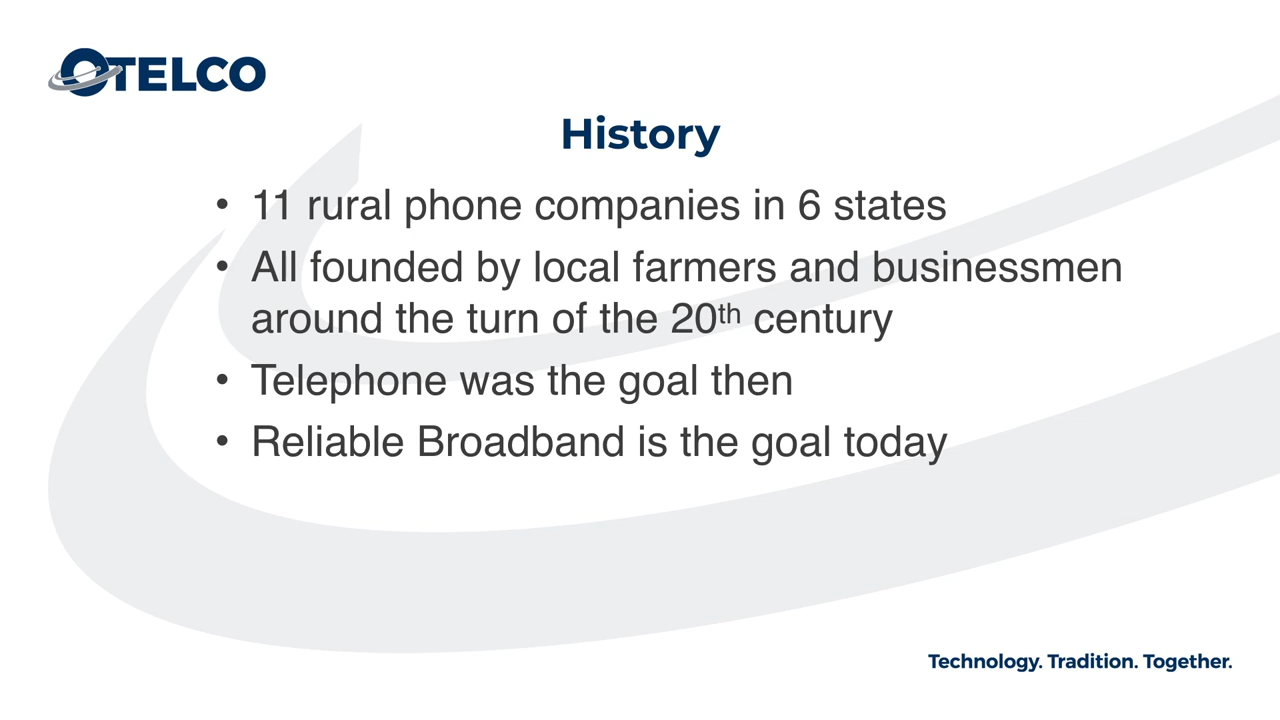 OTELCO
History
• 11 rural phone companies in 6 states
• All founded by local farmers and businessmen
around the turn of the 20th century
• Telephone was the goal then
• Reliable Broadband is the goal today
Technology. Tradition. Together.